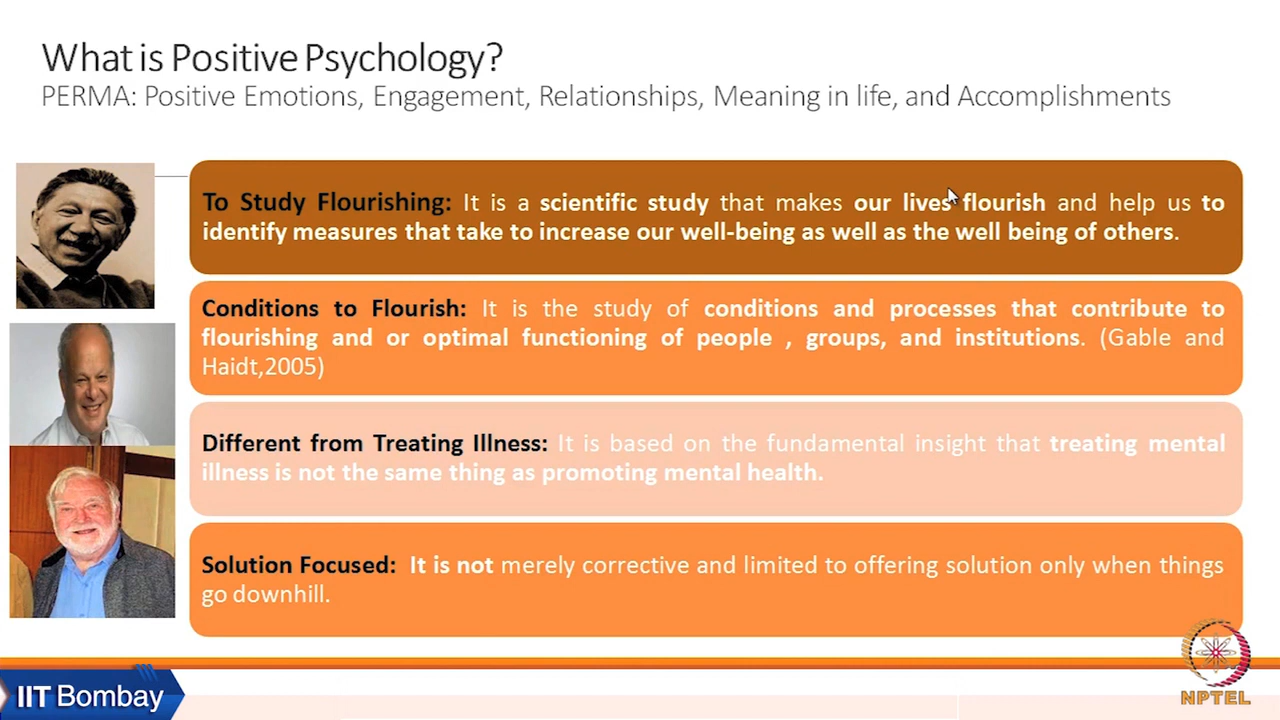 What is Positive Psychology?
PERMA: Positive Emotions, Engagement, Relationships, Meaning in life, and Accomplishments
To Study Flourishing: It is a scientific study that makes our lives flourish and help us to
identify measures that take to increase our well-being as well as the well being of others.
Conditions to Flourish: It is the study of conditions and processes that contribute to
flourishing and or optimal functioning of people , groups, and institutions. (Gable and
Haidt,2005)
Different from Treating Illness: It is based on the fundamental insight that treating mental
illness is not the same thing as promoting mental health.
Solution Focused: It is not merely corrective and limited to offering solution only when things
go downhill.
IIT Bombay
NPTEL